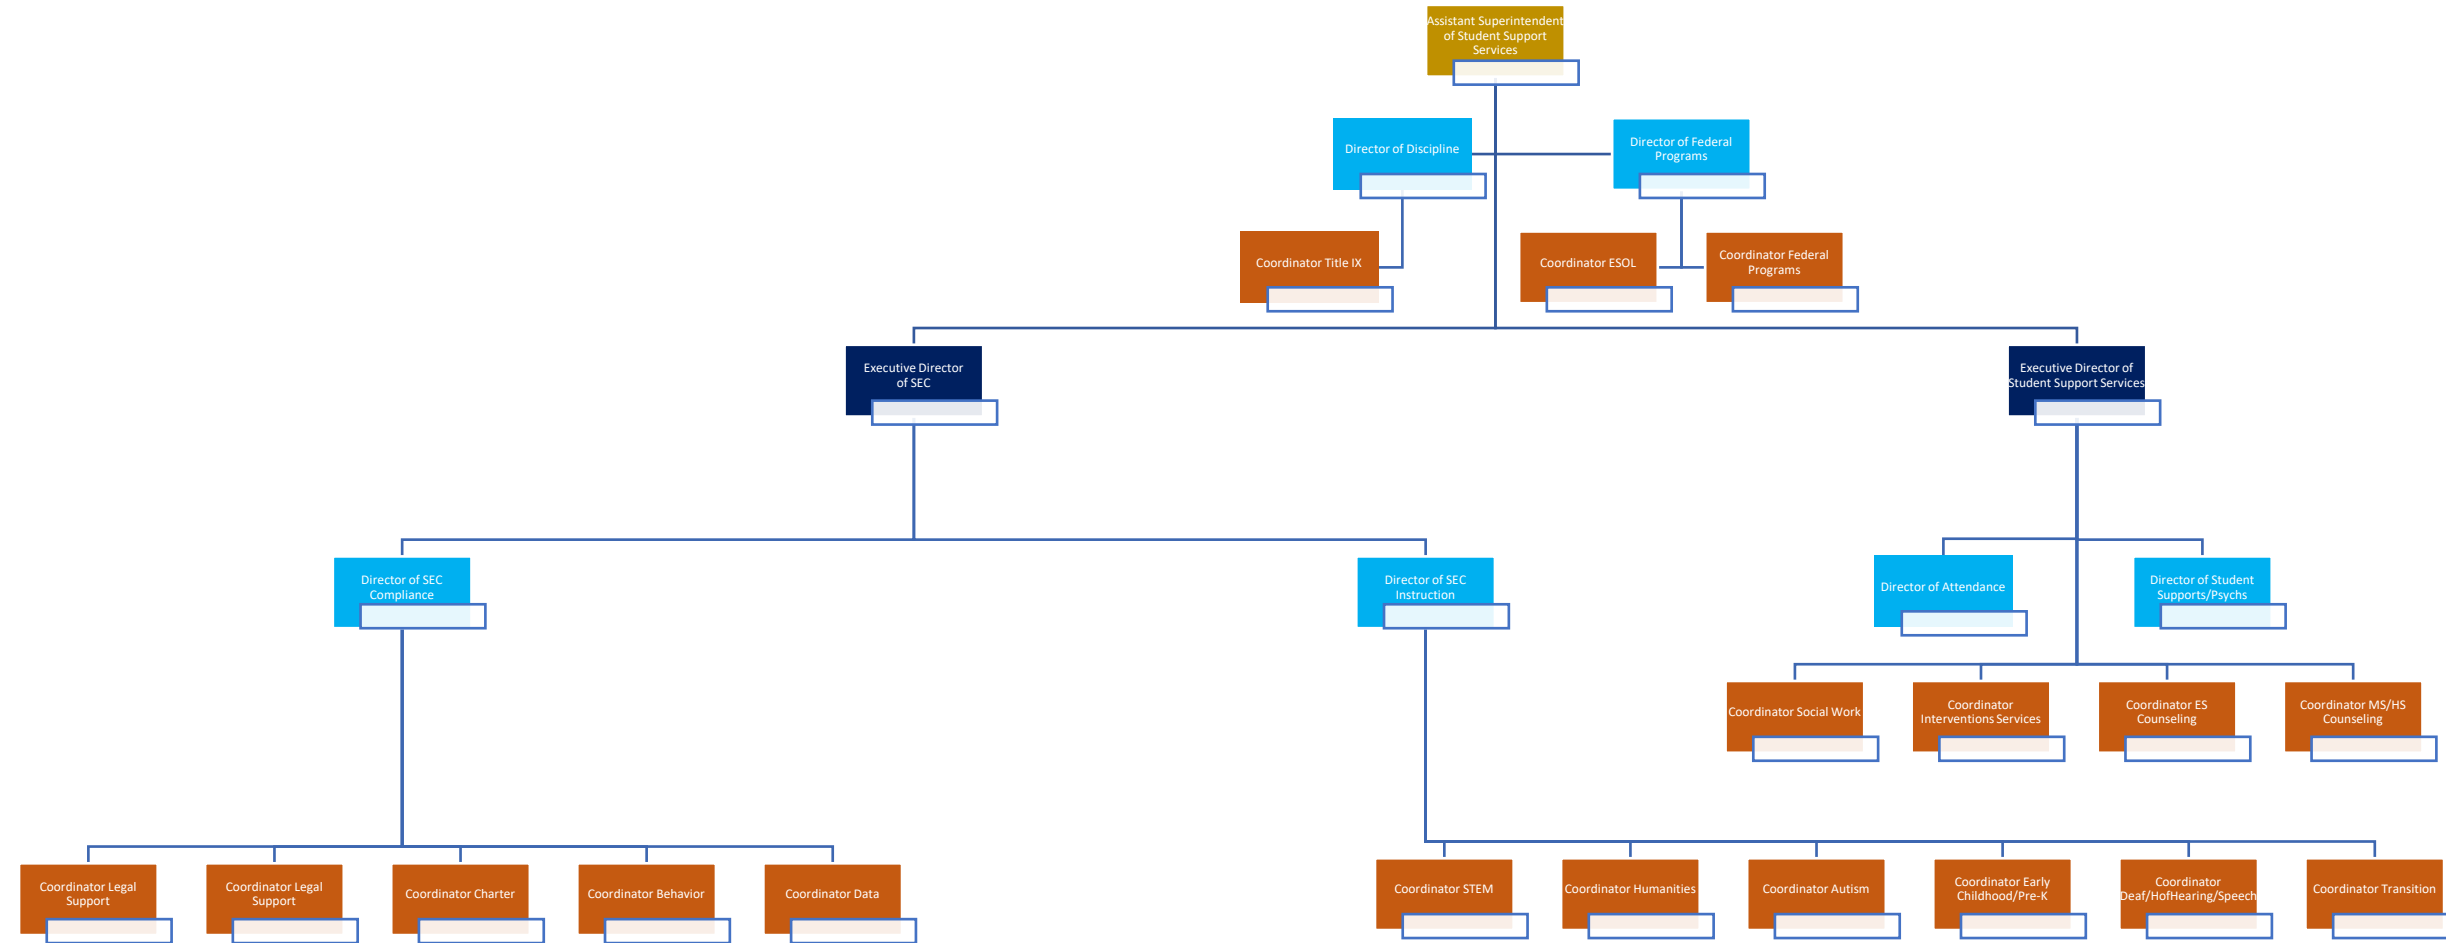 Assistant Superintendent
of Student Support
Services
Director of Discipline
Director of Federal
Programs
Coordinator Title IX
Coordinator ESOL
Coordinator Federal
Programs
Executive Director
of SEC
Executive Director of
Student Support Services
Director of SEC
Compliance
Director of SEC
Instruction
Director of Attendance
Director of Student
Supports/Psychs
Coordinator Social Work
Coordinator
Interventions Services
Coordinator ES
Counseling
Coordinator MS/HS
Counseling
Coordinator Legal
Support
Coordinator Legal
Support
Coordinator Charter
Coordinator Behavior
Coordinator Data
Coordinator STEM
Coordinator Humanities
Coordinator Autism
Coordinator Early
Childhood/Pre-K
Coordinator
Deaf/HofHearing/Speech
Coordinator Transition